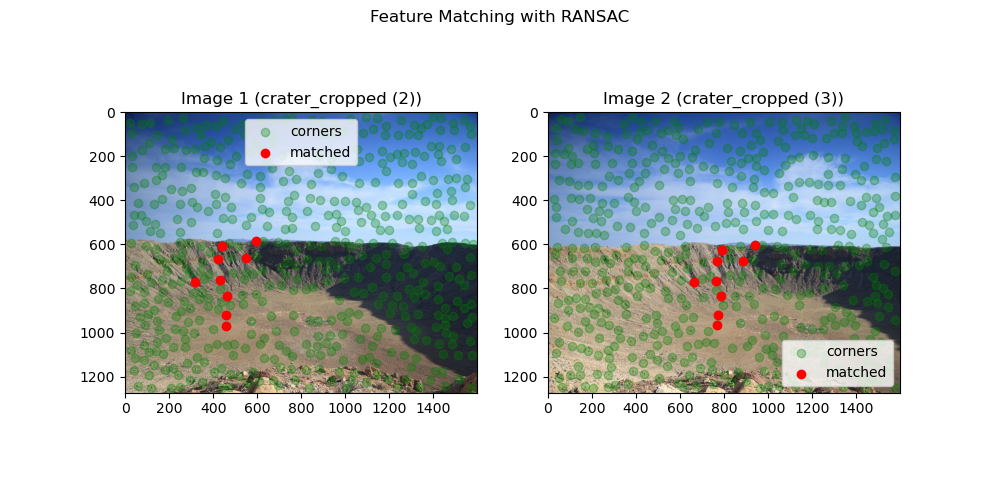 Feature Matching with RANSAC
Image 1 (crater_cropped (2))
corners
matched
0
200
400
600
800
1000
1200
0 200 400 600 800 1000 1200 1400
Image 2 (crater_cropped (3))
0
200
400
600
800
1000
1200
corners
matched
0 200 400 600 800 1000 1200 1400